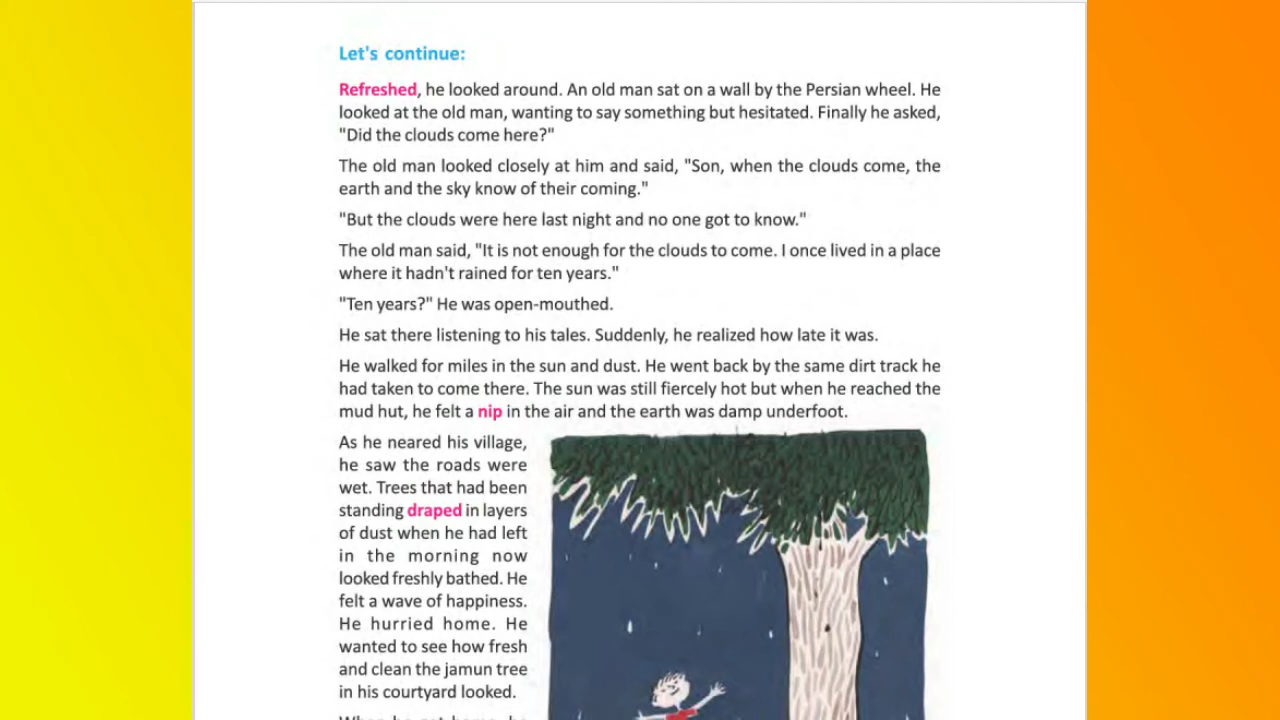 Let's continue:
Refreshed, he looked around. An old man sat on a wall by the Persian wheel. He
looked at the old man, wanting to say something but hesitated. Finally he asked,
"Did the clouds come here?"
The old man looked closely at him and said, "Son, when the clouds come, the
earth and the sky know of their coming."
"But the clouds were here last night and no one got to know."
The old man said, "It is not enough for the clouds to come. I once lived in a place
where it hadn't rained for ten years."
"Ten years?" He was open-mouthed.
He sat there listening to his tales. Suddenly, he realized how late it was.
He walked for miles in the sun and dust. He went back by the same dirt track he
had taken to come there. The sun was still fiercely hot but when he reached the
mud hut, he felt a nip in the air and the earth was damp underfoot.
As he neared his village,
he saw the roads were
wet. Trees that had been
standing draped in layers
of dust when he had left
in the morning now
looked freshly bathed. He
felt a wave of happiness.
He hurried home. He
wanted to see how fresh
and clean the jamun tree
in his courtyard looked.